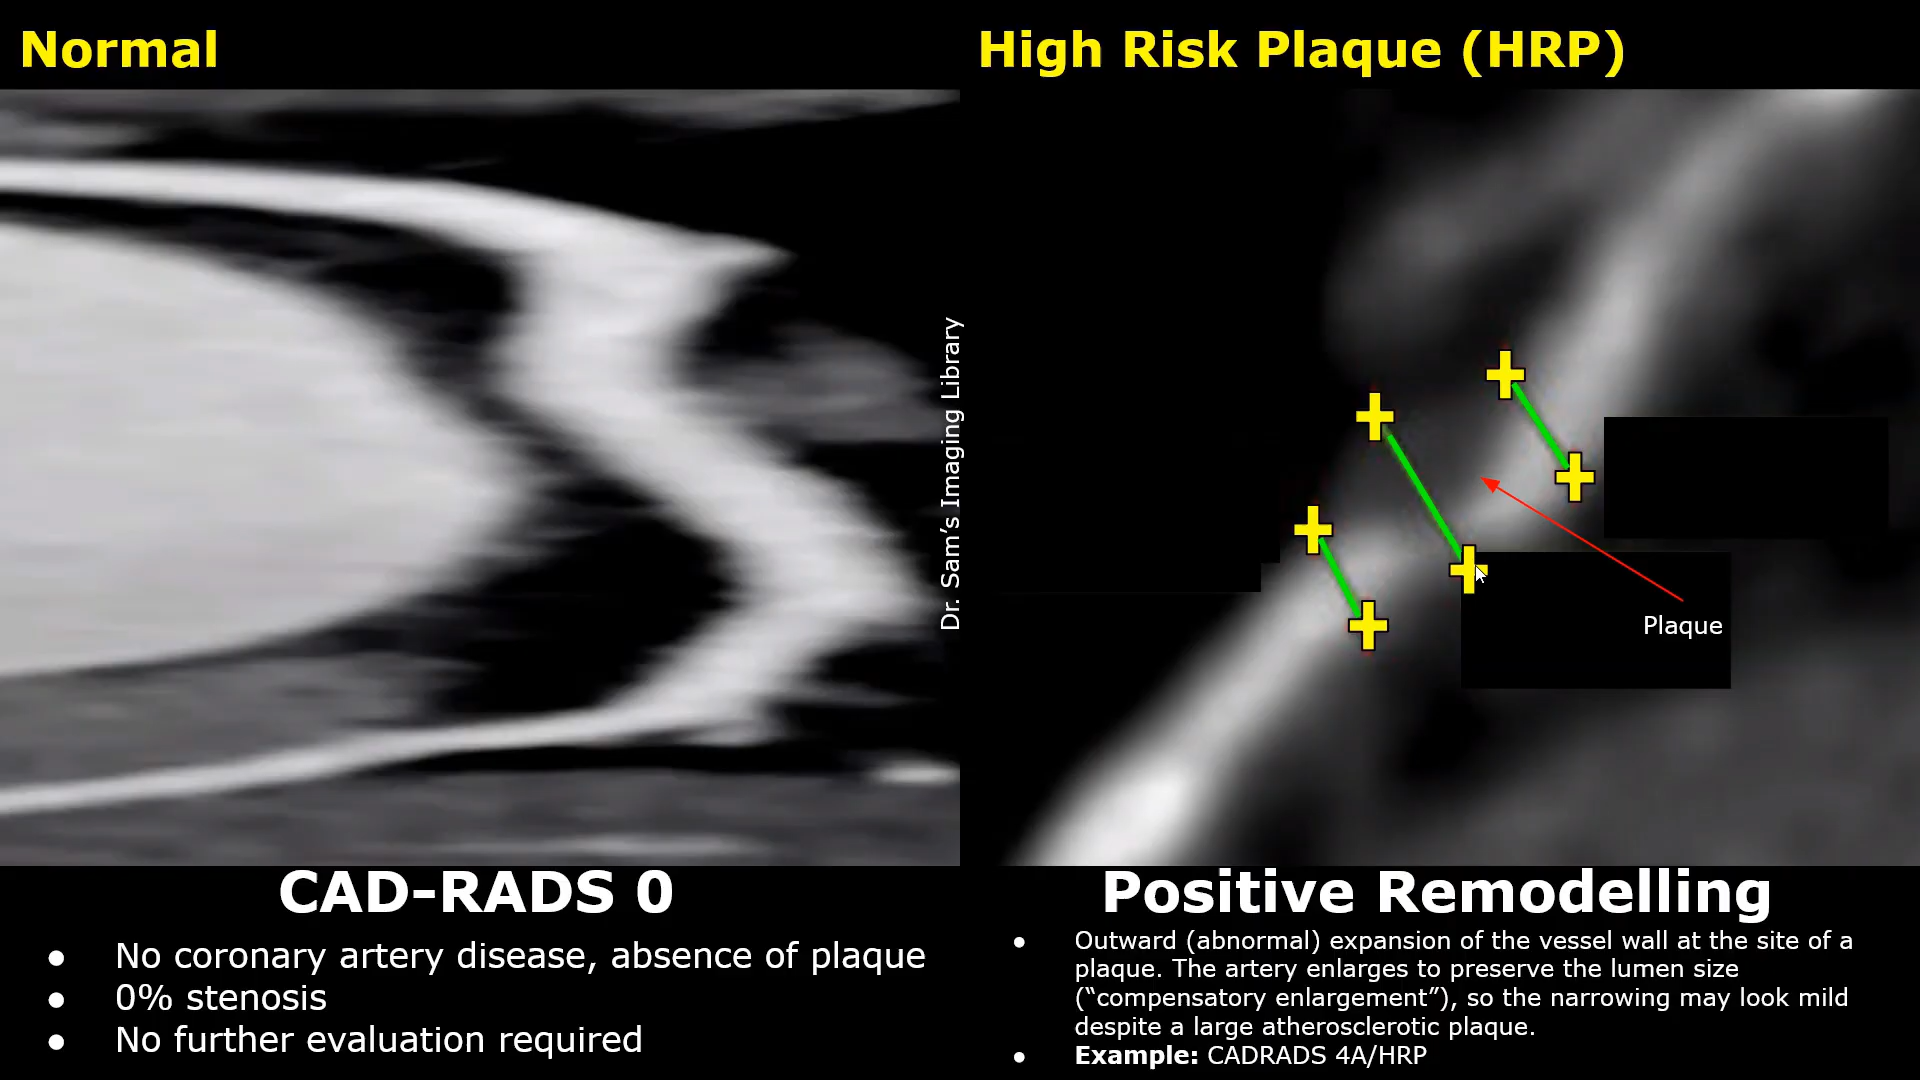 Normal
High Risk Plaque (HRP)
Dr. Sam’s Imaging Library
Plaque
CAD-RADS 0
● No coronary artery disease, absence of plaque
● 0% stenosis
● No further evaluation required
Positive Remodelling
● Outward (abnormal) expansion of the vessel wall at the site of a
plaque. The artery enlarges to preserve the lumen size
(“compensatory enlargement”), so the narrowing may look mild
despite a large atherosclerotic plaque.
● Example: CADRADS 4A/HRP